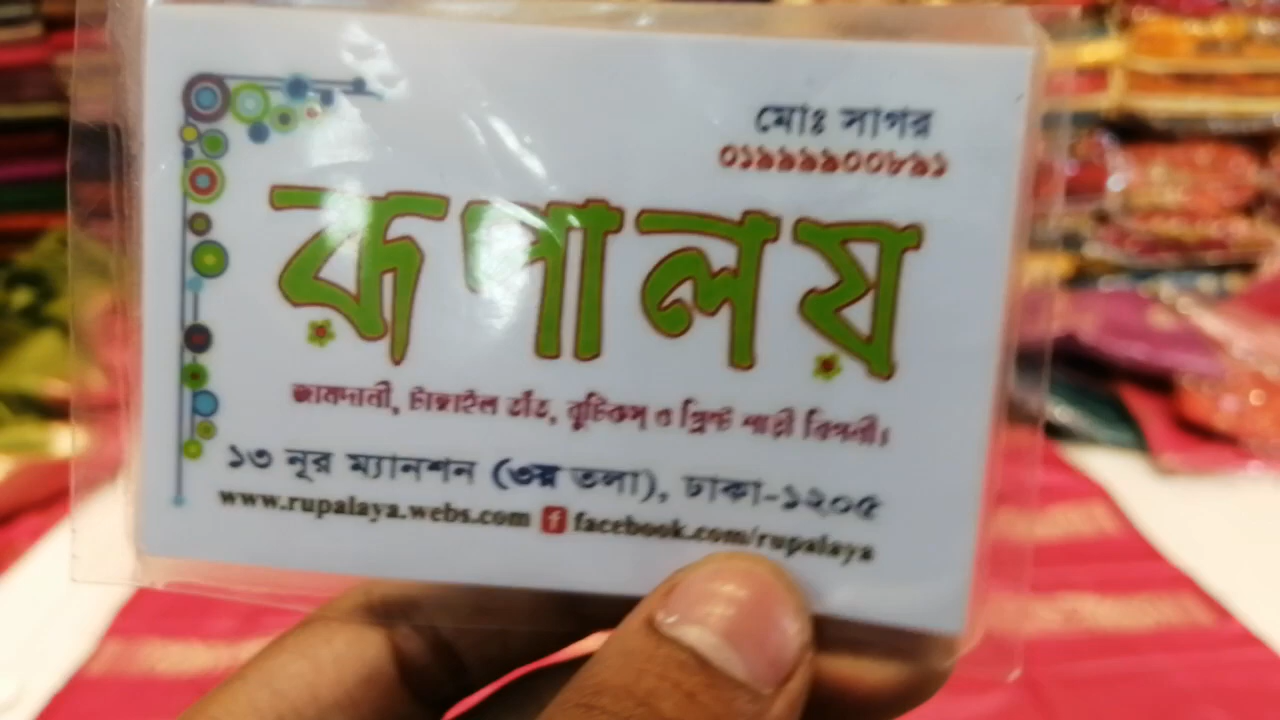 মোঃ সাগর
০১৯৯৯৯০০৮৯১
রূপালয়
জামদানী, টাঙ্গাইল তাঁত, বুটিকস্ ও প্রিন্ট শাড়ী বিপনী।
১৩ নূর ম্যানশন (৩য় তলা), ঢাকা-১২০৫
www.rupalaya.webs.com f facebook.com/rupalaya